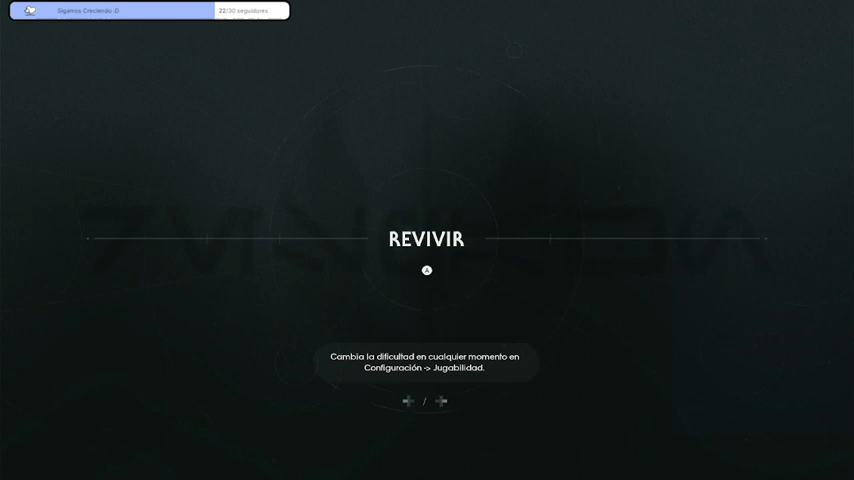 Sigamos Creciendo :D
22/30 seguidores
REVIVIR
A
Cambia la dificultad en cualquier momento en
Configuración -> Jugabilidad.
/